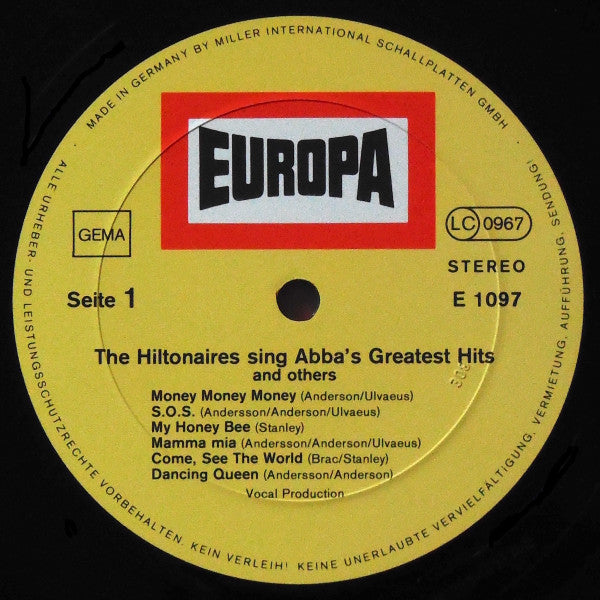 MADE IN GERMANY BY MILLER INTERNATIONAL SCHALLPLATTEN GMBH
EUROPA
GEMA
LC 0967
STEREO
Seite 1
E 1097
The Hiltonaires sing Abba's Greatest Hits
and others
Money Money Money (Anderson/Ulvaeus)
S.O.S. (Andersson/Anderson/Ulvaeus)
My Honey Bee (Stanley)
Mamma mia (Andersson/Anderson/Ulvaeus)
Come, See The World (Brac/Stanley)
Dancing Queen (Andersson/Anderson)
Vocal Production
ALLE URHEBER- UND LEISTUNGSSCHUTZRECHTE VORBEHALTEN. KEIN VERLEIH! KEINE UNERLAUBTE VERVIELFALTIGUNG, VERMIETUNG, AUFFÜHRUNG, SENDUNG!